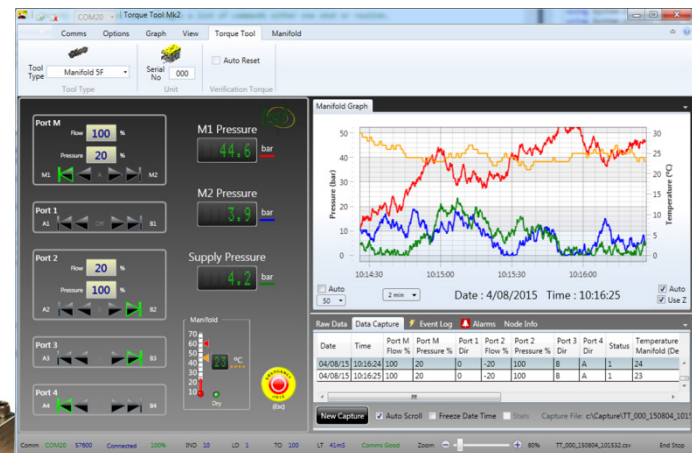 COM20 Torque Tool Mk2
Comms Options Graph View Torque Tool Manifold
Tool Type Manifold 5F Serial No 000 Auto Reset
Tool Type Unit Verification Torque
Port M
Flow 100 %
Pressure 20 %
M1 M2
M1 Pressure
44.6 bar
M2 Pressure
3.9 bar
Supply Pressure
4.2 bar
Port 1
A1 Off B1
Port 2
Flow 20 %
Pressure 100 %
A2 B2
Port 3
A3 B3
Port 4
A4 B4
Manifold
70
60
50
40
30
20
10
23 ºC
Dry
EMERGENCY
STOP
(Esc)
Manifold Graph
Pressure (bar)
50
40
30
20
10
0
Temperature (ºC)
30
25
20
15
10
5
0
10:14:30 10:15:00 10:15:30 10:16:00
Auto
50
2 min
Date : 4/08/2015 Time : 10:16:25
Auto
Use Z
Raw Data Data Capture Event Log Alarms Node Info
Date Time Port M Flow % Port M Pressure % Port 1 Dir Port 2 Flow % Port 2 Pressure % Port 3 Dir Port 4 Dir Status Temperature Manifold (De
04/08/15 10:16:24 100 20 0 -20 100 B A 1 24
04/08/15 10:16:25 100 20 0 -20 100 B A 1 23
New Capture Auto Scroll Freeze Date Time Stats Capture File: c:\Capture\TT_000_150804_1015
Comm COM20 57600 Connected 100% IND 10 LD 1 TO 100 LT 41mS Comms Good Zoom 80% TT_000_150804_101532.csv End Stop